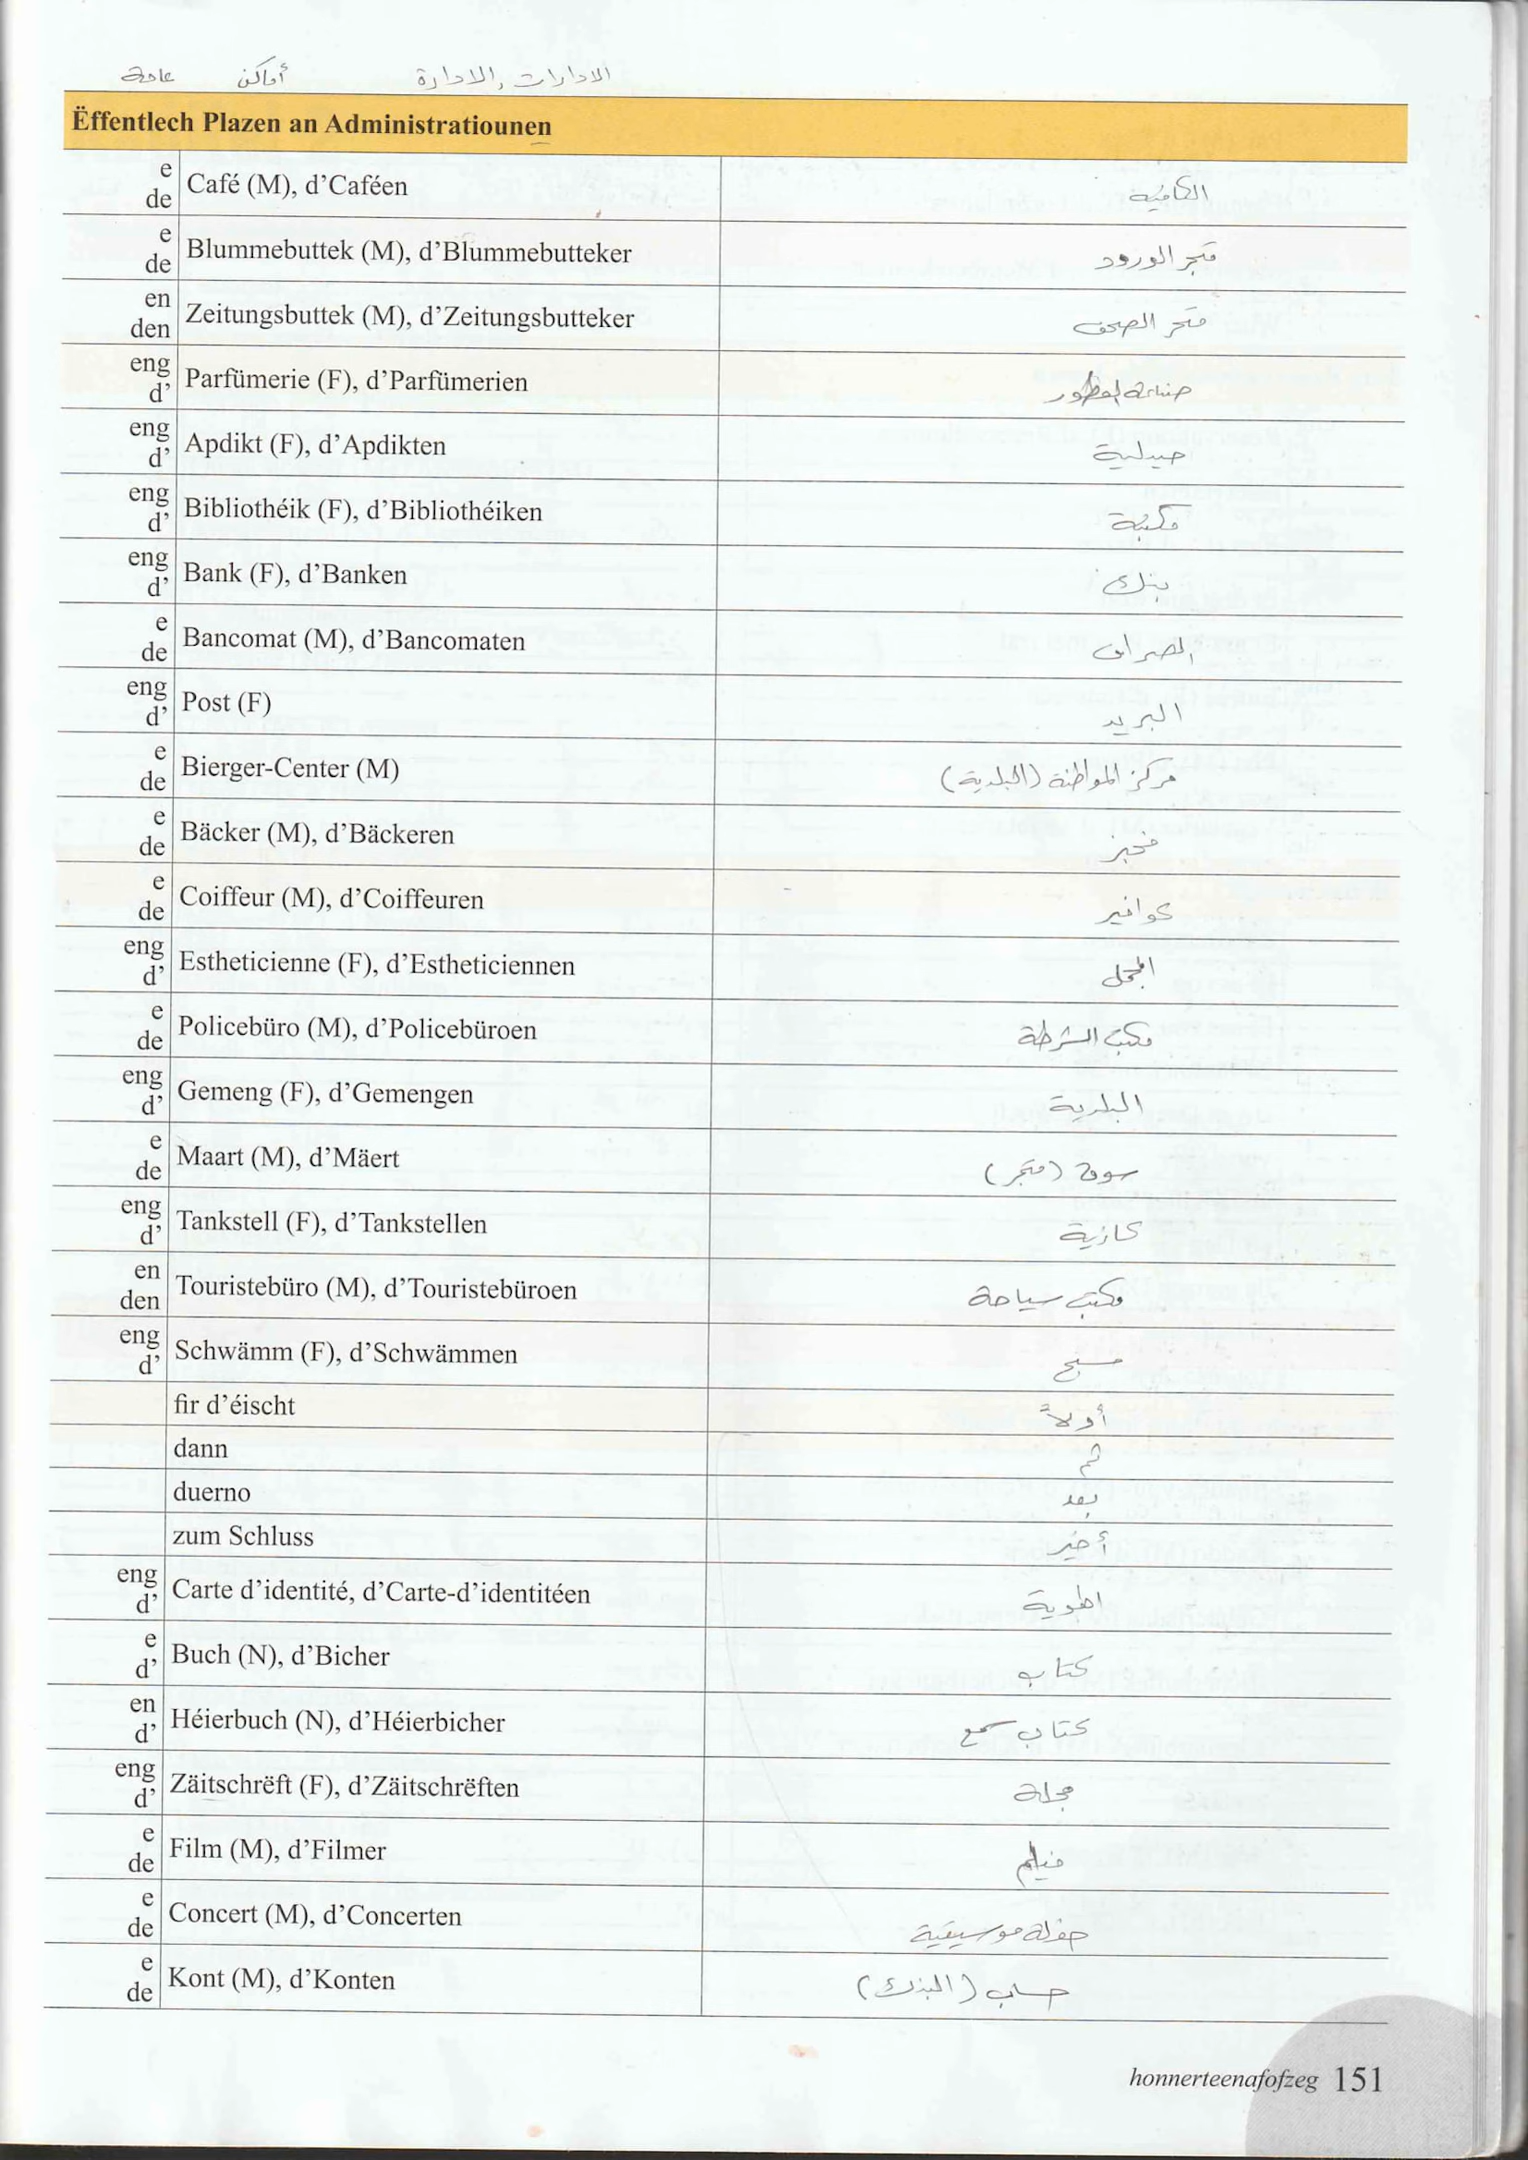 الادارات ,الادارة أماكن عامة
Ëffentlech Plazen an Administratiounen
e
de Café (M), d'Caféen الكافيه
e
de Blummebuttek (M), d'Blummebutteker متجر الورود
en
den Zeitungsbuttek (M), d'Zeitungsbutteker متجر الصحف
eng
d' Parfümerie (F), d'Parfümerien صناعة العطور
eng
d' Apdikt (F), d'Apdikten صيدلية
eng
d' Bibliothéik (F), d'Bibliothéiken مكتبة
eng
d' Bank (F), d'Banken بنك
e
de Bancomat (M), d'Bancomaten الصراف
eng
d' Post (F) البريد
e
de Bierger-Center (M) مركز المواطنة (البلدية)
e
de Bäcker (M), d'Bäckeren مخبز
e
de Coiffeur (M), d'Coiffeuren كوافير
eng
d' Estheticienne (F), d'Estheticiennen المجمل
e
de Policebüro (M), d'Policebüroen مكتب الشرطة
eng
d' Gemeng (F), d'Gemengen البلدية
e
de Maart (M), d'Mäert سوق (متجر)
eng
d' Tankstell (F), d'Tankstellen كازية
en
den Touristebüro (M), d'Touristebüroen مكتب سياحة
eng
d' Schwämm (F), d'Schwämmen مسبح
fir d'éischt أولاً
dann ثم
duerno بعد
zum Schluss أخير
eng
d' Carte d'identité, d'Carte-d'identitéen الهوية
e
d' Buch (N), d'Bicher كتاب
en
d' Héierbuch (N), d'Héierbicher كتاب سمع
eng
d' Zäitschrëft (F), d'Zäitschrëften مجلة
e
de Film (M), d'Filmer فيلم
e
de Concert (M), d'Concerten حفلة موسيقية
e
de Kont (M), d'Konten حساب (البنك)
honnerteenafofzeg 151